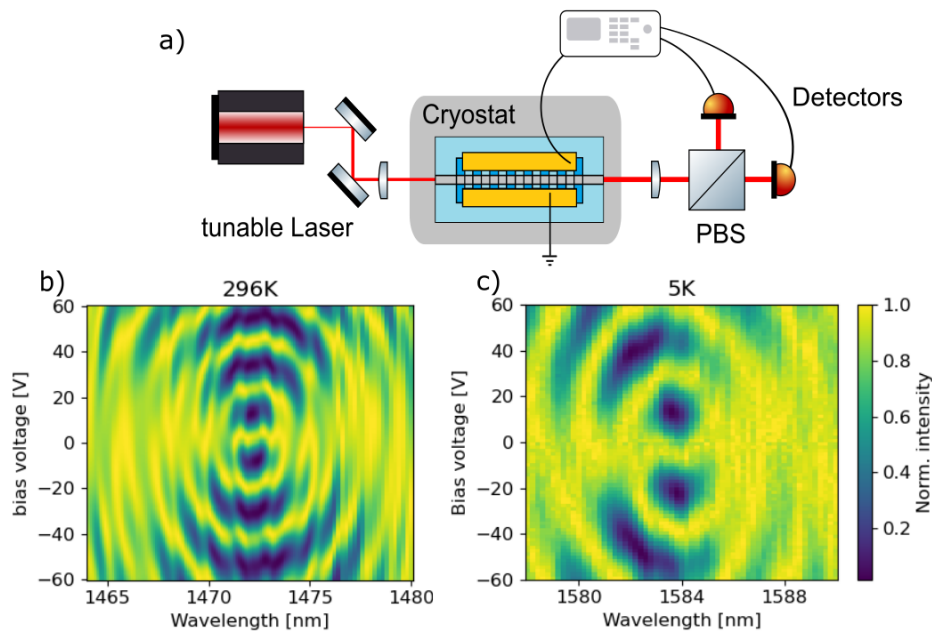 a)
Cryostat
Detectors
tunable Laser
PBS
b)
296K
60
40
20
0
−20
−40
−60
bias voltage [V]
1465
1470
1475
1480
Wavelength [nm]
c)
5K
60
40
20
0
−20
−40
−60
Bias voltage [V]
1580
1584
1588
Wavelength [nm]
1.0
0.8
0.6
0.4
0.2
Norm. intensity